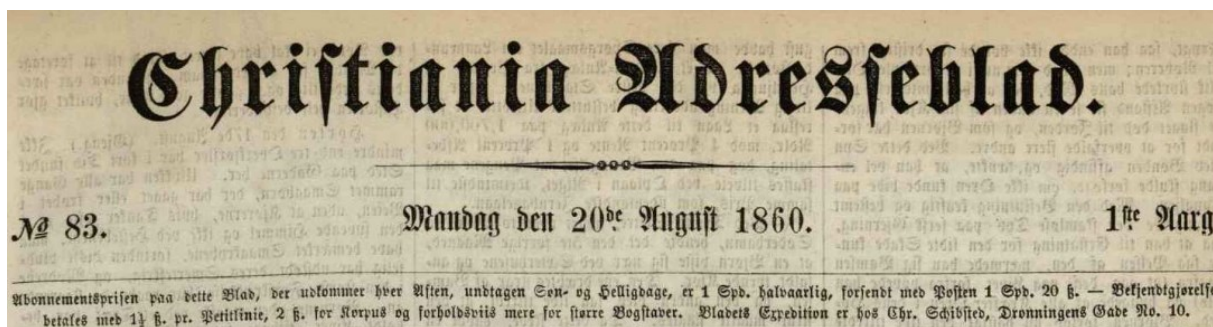 Christiania Adresseblad.
№ 83. Mandag den 20de August 1860. 1ste Aarg
Abonnementsprisen paa dette Blad, der udkommer hver Aften, undtagen Søn- og Helligdage, er 1 Spd. halvaarlig, forsendt med Posten 1 Spd. 20 ß. — Bekjendtgjørelse
betales med 1½ ß. pr. Petitlinie, 2 ß. for Korpus og forholdsviis mere for større Bogstaver. Bladets Expedition er hos Chr. Schibsted, Dronningens Gade No. 10.